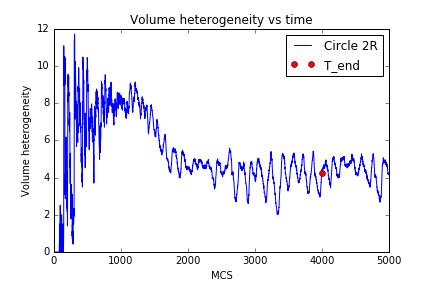 Volume heterogeneity vs time
Circle 2R
T_end
Volume heterogeneity
12
10
8
6
4
2
0
0 1000 2000 3000 4000 5000
MCS